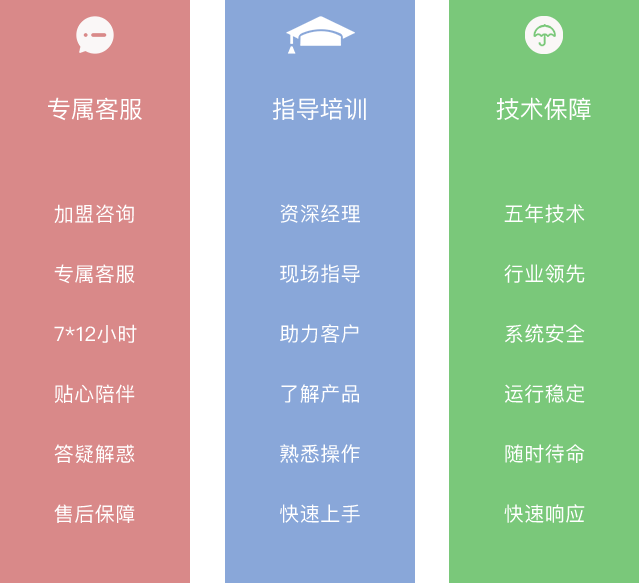 专属客服
加盟咨询
专属客服
7*12小时
贴心陪伴
答疑解惑
售后保障
指导培训
资深经理
现场指导
助力客户
了解产品
熟悉操作
快速上手
技术保障
五年技术
行业领先
系统安全
运行稳定
随时待命
快速响应